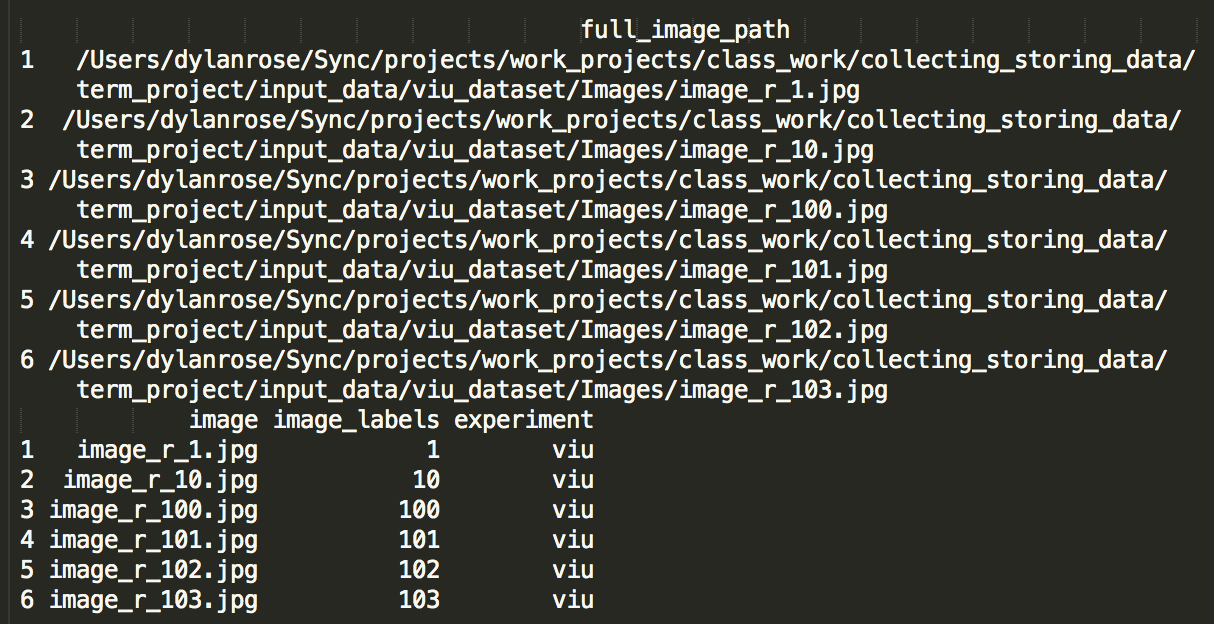 full_image_path
1 /Users/dylanrose/Sync/projects/work_projects/class_work/collecting_storing_data/
term_project/input_data/viu_dataset/Images/image_r_1.jpg
2 /Users/dylanrose/Sync/projects/work_projects/class_work/collecting_storing_data/
term_project/input_data/viu_dataset/Images/image_r_10.jpg
3 /Users/dylanrose/Sync/projects/work_projects/class_work/collecting_storing_data/
term_project/input_data/viu_dataset/Images/image_r_100.jpg
4 /Users/dylanrose/Sync/projects/work_projects/class_work/collecting_storing_data/
term_project/input_data/viu_dataset/Images/image_r_101.jpg
5 /Users/dylanrose/Sync/projects/work_projects/class_work/collecting_storing_data/
term_project/input_data/viu_dataset/Images/image_r_102.jpg
6 /Users/dylanrose/Sync/projects/work_projects/class_work/collecting_storing_data/
term_project/input_data/viu_dataset/Images/image_r_103.jpg
image image_labels experiment
1 image_r_1.jpg 1 viu
2 image_r_10.jpg 10 viu
3 image_r_100.jpg 100 viu
4 image_r_101.jpg 101 viu
5 image_r_102.jpg 102 viu
6 image_r_103.jpg 103 viu